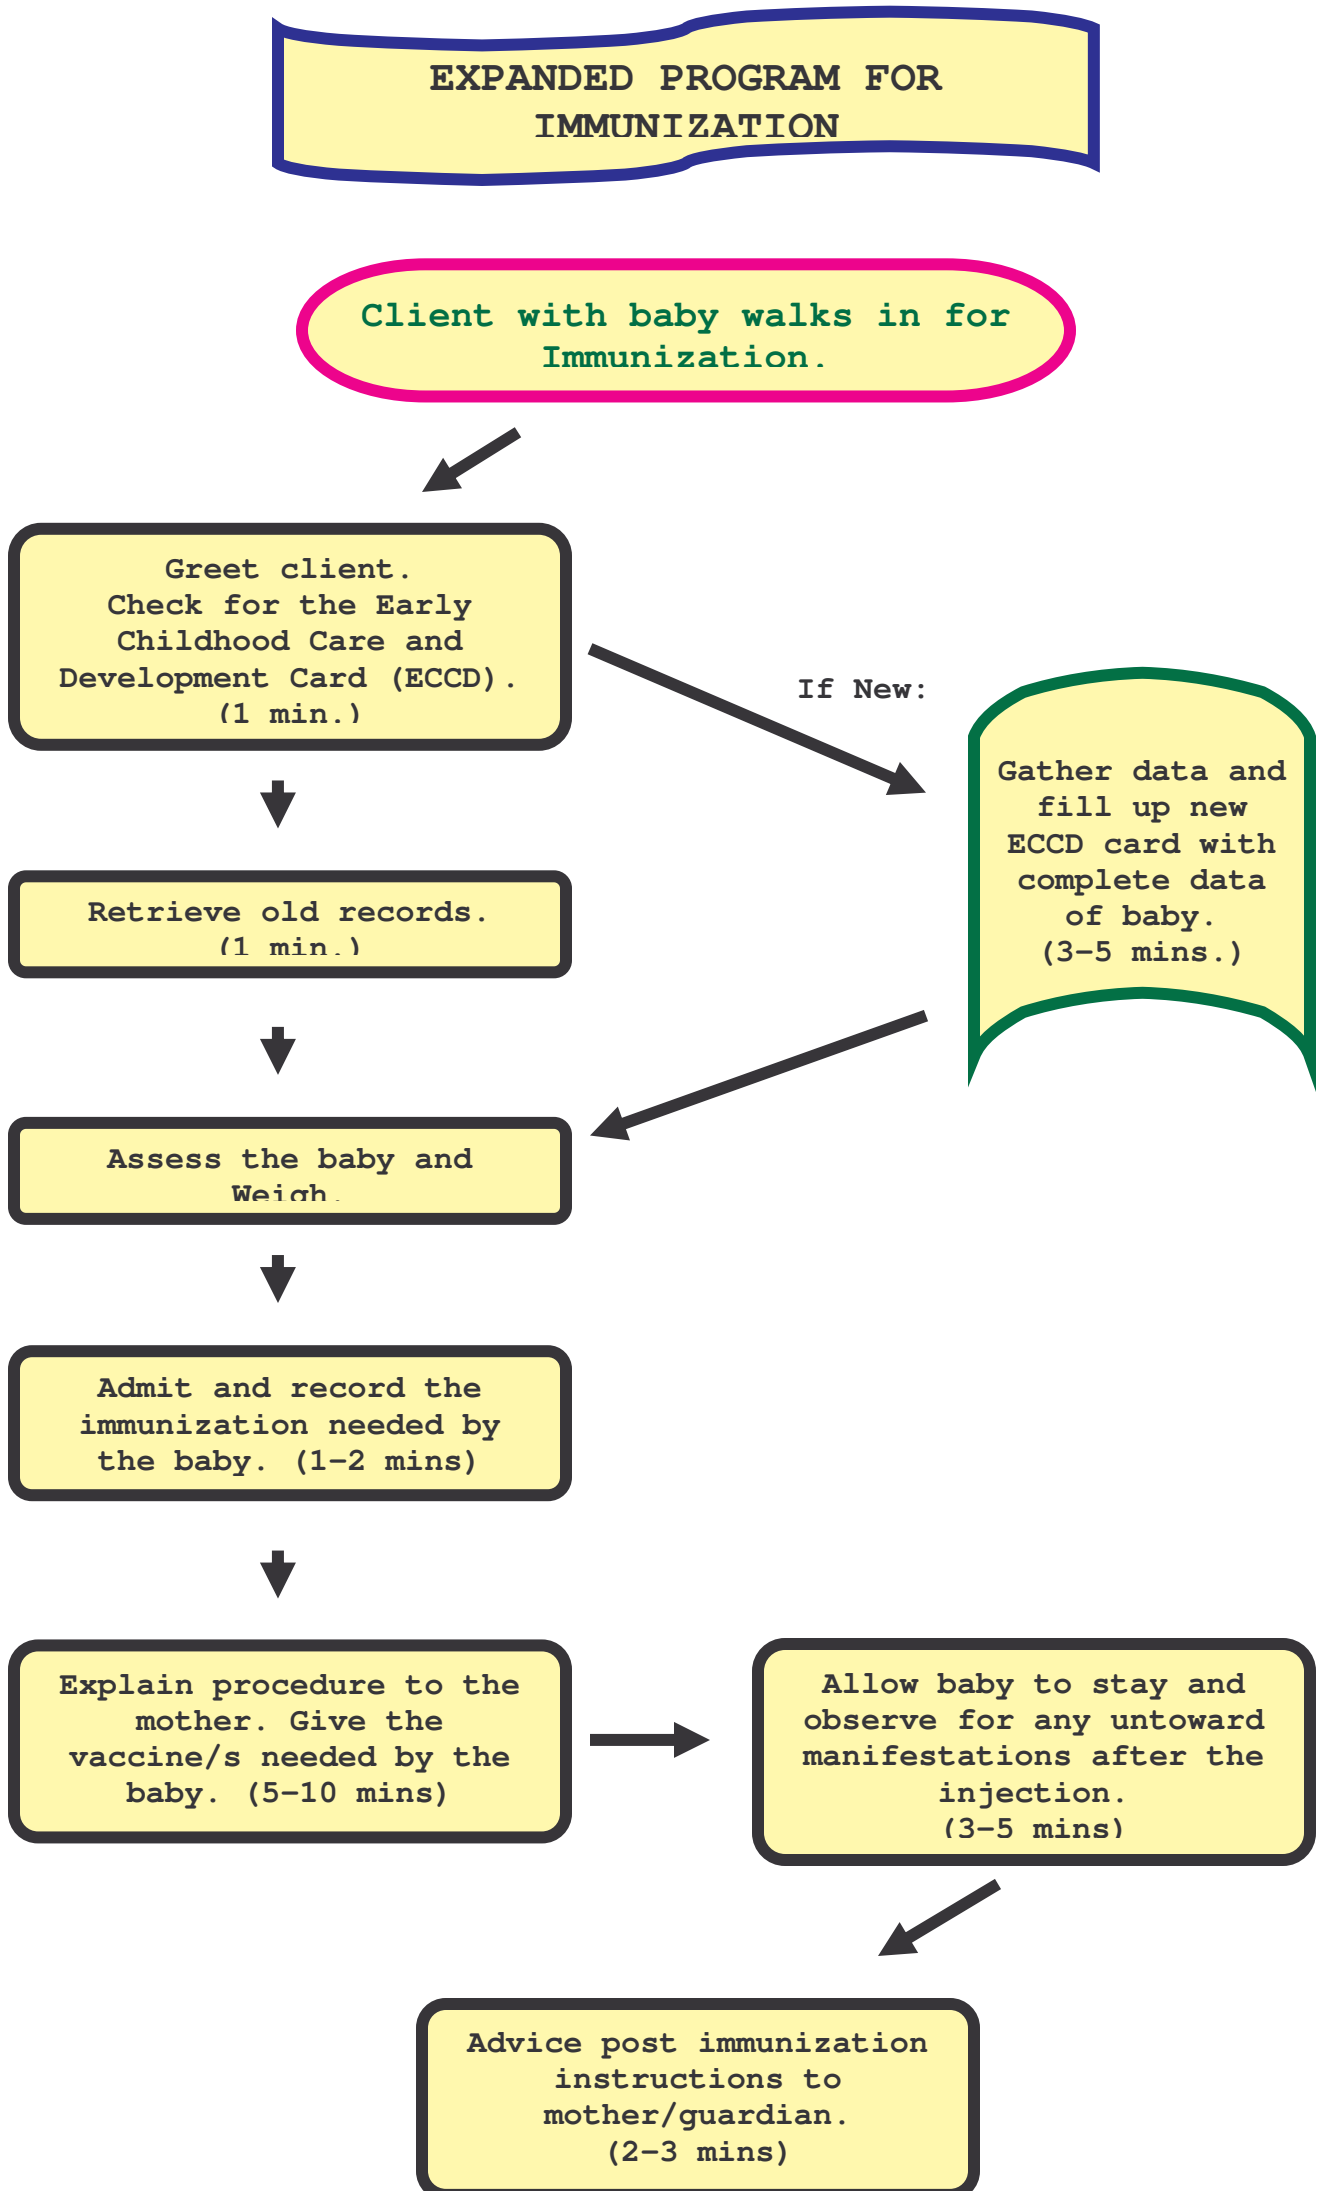 EXPANDED PROGRAM FOR
IMMUNIZATION
Client with baby walks in for
Immunization.
Greet client.
Check for the Early
Childhood Care and
Development Card (ECCD).
(1 min.)
If New:
Gather data and
fill up new
ECCD card with
complete data
of baby.
(3-5 mins.)
Retrieve old records.
(1 min.)
Assess the baby and
Weigh.
Admit and record the
immunization needed by
the baby. (1-2 mins)
Explain procedure to the
mother. Give the
vaccine/s needed by the
baby. (5-10 mins)
Allow baby to stay and
observe for any untoward
manifestations after the
injection.
(3-5 mins)
Advice post immunization
instructions to
mother/guardian.
(2-3 mins)